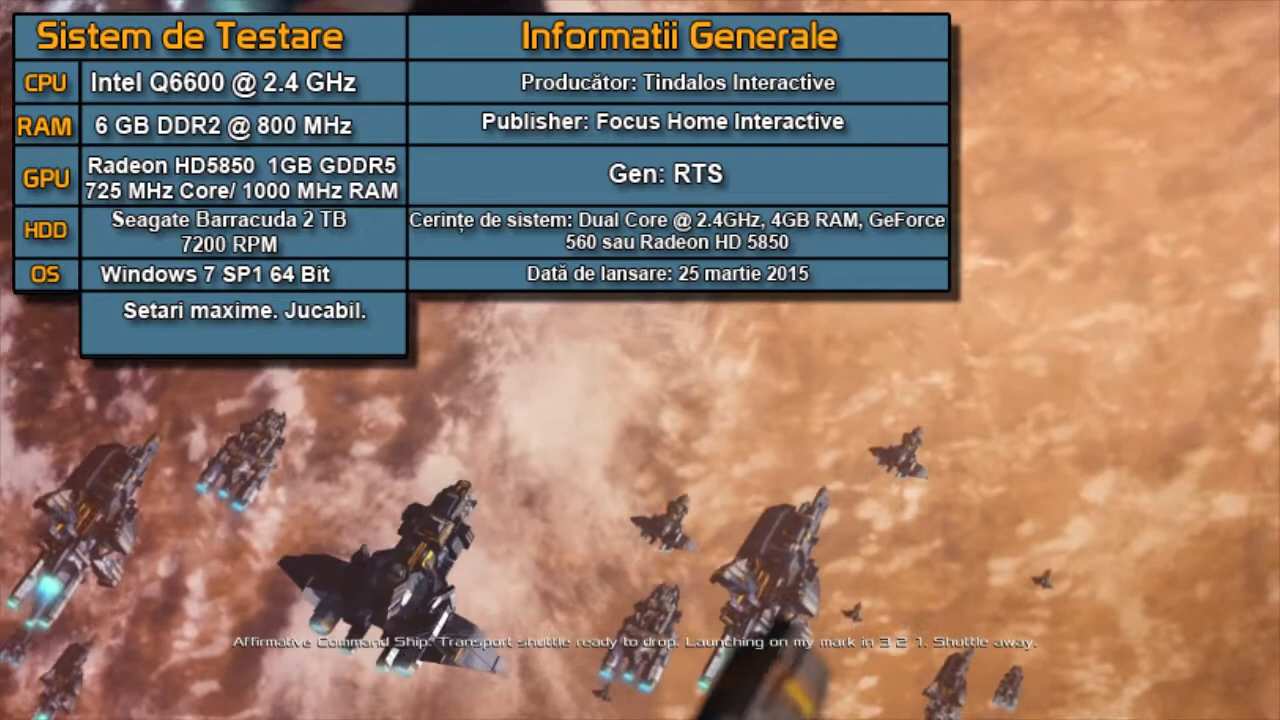 Sistem de Testare
Informatii Generale
CPU
Intel Q6600 @ 2.4 GHz
Producător: Tindalos Interactive
RAM
6 GB DDR2 @ 800 MHz
Publisher: Focus Home Interactive
GPU
Radeon HD5850 1GB GDDR5
725 MHz Core/ 1000 MHz RAM
Gen: RTS
HDD
Seagate Barracuda 2 TB
7200 RPM
Cerințe de sistem: Dual Core @ 2.4GHz, 4GB RAM, GeForce
560 sau Radeon HD 5850
OS
Windows 7 SP1 64 Bit
Dată de lansare: 25 martie 2015
Setari maxime. Jucabil.
Affirmative Command Ship. Transport shuttle ready to drop. Launching on my mark in 3 2 1. Shuttle away.